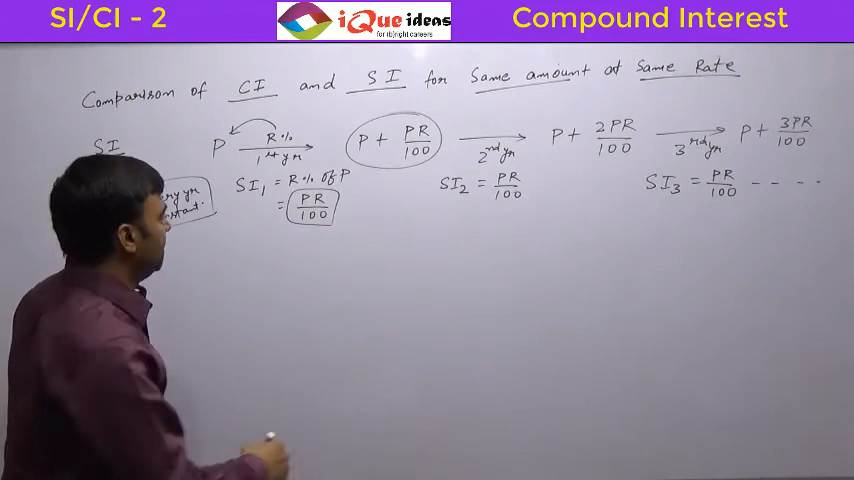 SI/CI - 2
iQue ideas
for (b)right careers
Compound Interest
Comparison of CI and SI for Same amount at Same Rate
SI
P R% 1st yr P + PR/100 2nd yr P + 2PR/100 3rd yr P + 3PR/100
SI1 = R% of P
= PR/100
SI2 = PR/100
SI3 = PR/100 - - - -
yr